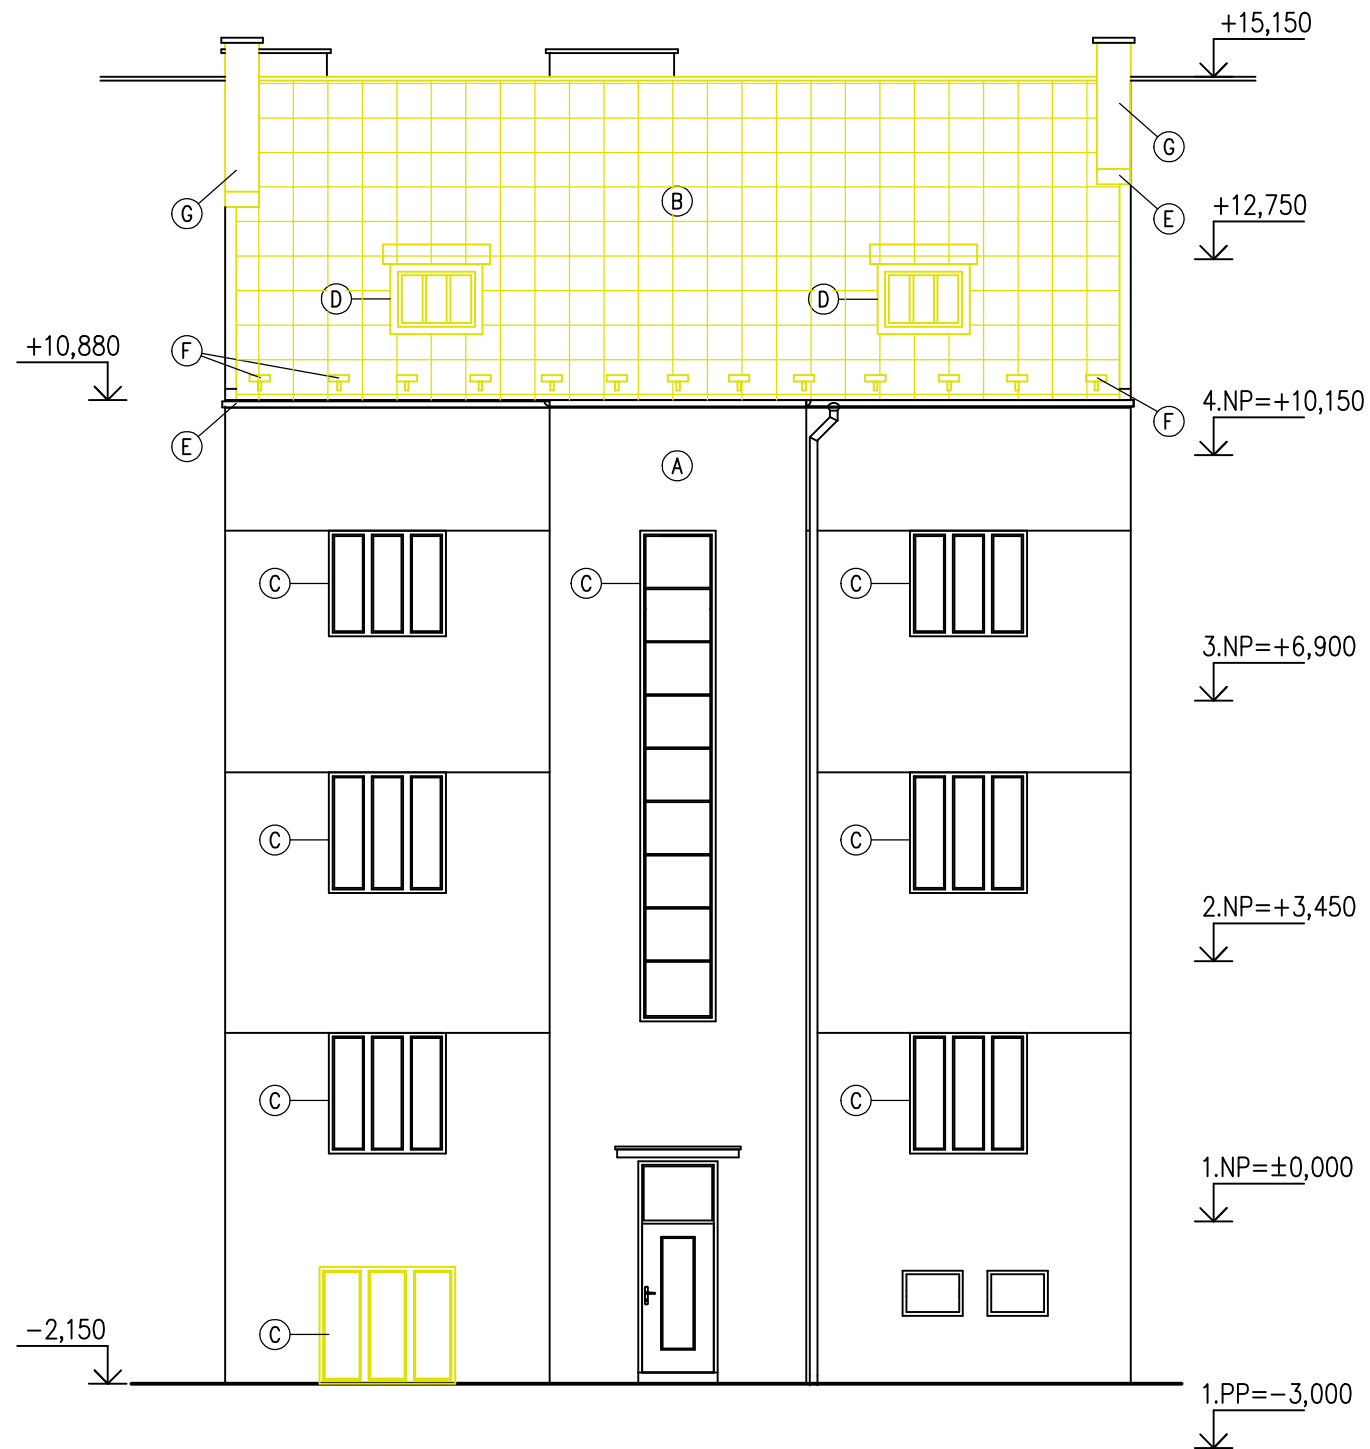 +15,150
G
G
B
E
+12,750
D
D
+10,880
F
4.NP=+10,150
F
E
A
C
C
C
3.NP=+6,900
C
C
2.NP=+3,450
C
C
1.NP=±0,000
C
-2,150
1.PP=-3,000